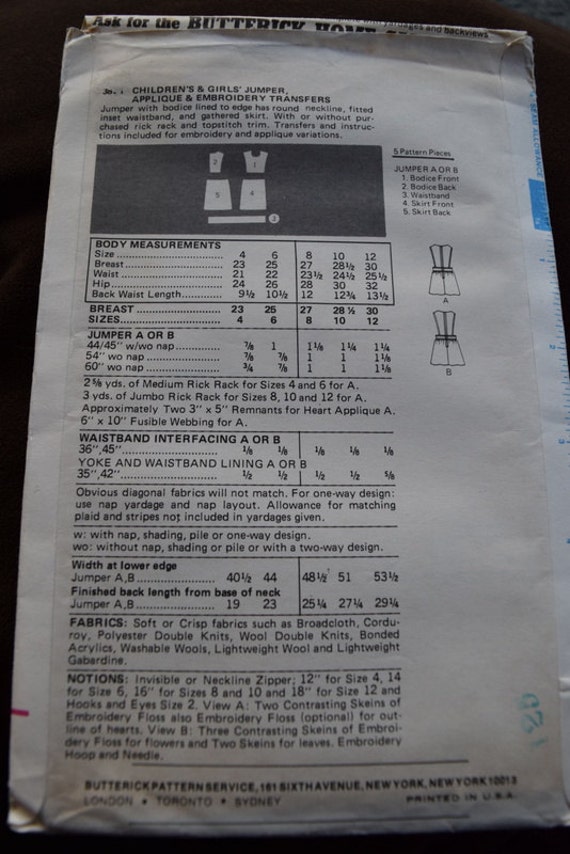 Ask for the BUTTERICK HOME
with yardages and backviews
CHILDREN'S & GIRLS' JUMPER,
APPLIQUE & EMBROIDERY TRANSFERS
Jumper with bodice lined to edge has round neckline, fitted
inset waistband, and gathered skirt. With or without pur-
chased rick rack and topstitch trim. Transfers and instruc-
tions included for embroidery and applique variations.
5 Pattern Pieces
JUMPER A OR B
1. Bodice Front
2. Bodice Back
3. Waistband
4. Skirt Front
5. Skirt Back
2 1
5 4
3
A
B
BODY MEASUREMENTS
Size 4 6 8 10 12
Breast 23 25 27 28½ 30
Waist 21 22 23½ 24½ 25½
Hip 24 26 28 30 32
Back Waist Length 9½ 10½ 12 12¾ 13½
BREAST 23 25 27 28½ 30
SIZES 4 6 8 10 12
JUMPER A OR B
44/45" w/wo nap ⅞ 1 1⅛ 1¼ 1¼
54" wo nap ⅞ ⅞ 1 1 1⅛
60" wo nap ¾ ⅞ 1 1 1⅛
2⅝ yds. of Medium Rick Rack for Sizes 4 and 6 for A.
3 yds. of Jumbo Rick Rack for Sizes 8, 10 and 12 for A.
Approximately Two 3" x 5" Remnants for Heart Applique A.
6" x 10" Fusible Webbing for A.
WAISTBAND INTERFACING A OR B
36", 45" ⅛ ⅛ ⅛ ⅛ ⅛
YOKE AND WAISTBAND LINING A OR B
35", 42" ½ ½ ½ ½ ⅝
Obvious diagonal fabrics will not match. For one-way design:
use nap yardage and nap layout. Allowance for matching
plaid and stripes not included in yardages given.
w: with nap, shading, pile or one-way design.
wo: without nap, shading or pile or with a two-way design.
Width at lower edge
Jumper A,B 40½ 44 48½ 51 53½
Finished back length from base of neck
Jumper A,B 19 23 25¼ 27¼ 29¼
FABRICS: Soft or Crisp fabrics such as Broadcloth, Cordu-
roy, Polyester Double Knits, Wool Double Knits, Bonded
Acrylics, Washable Wools, Lightweight Wool and Lightweight
Gabardine.
NOTIONS: Invisible or Neckline Zipper; 12" for Size 4, 14
for Size 6, 16" for Sizes 8 and 10 and 18" for Size 12 and
Hooks and Eyes Size 2. View A: Two Contrasting Skeins of
Embroidery Floss also Embroidery Floss (optional) for out-
line of hearts. View B: Three Contrasting Skeins of Embroi-
dery Floss for flowers and Two Skeins for leaves. Embroidery
Hoop and Needle.
BUTTERICK PATTERN SERVICE, 161 SIXTH AVENUE, NEW YORK, NEW YORK 10013
LONDON • TORONTO • SYDNEY PRINTED IN U.S.A.